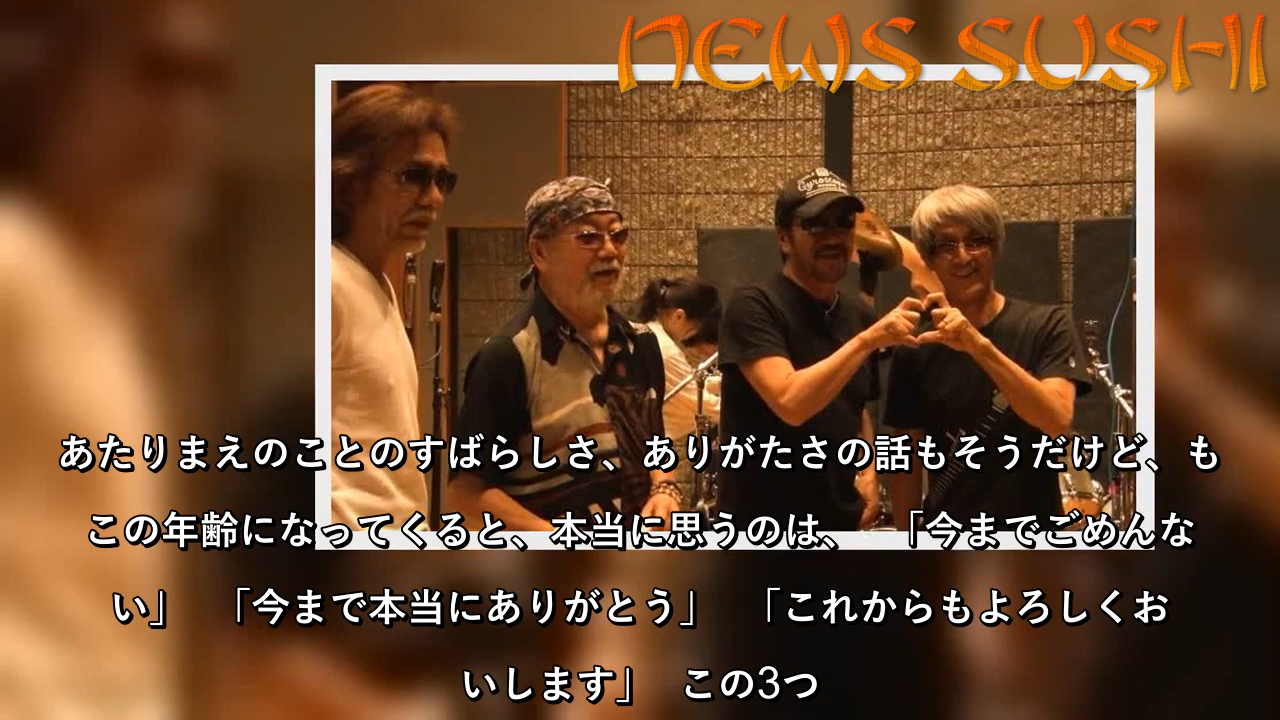 NEWS SUSHI
あたりまえのことのすばらしさ、ありがたさの話もそうだけど、も
この年齢になってくると、本当に思うのは、　「今までごめんな
い」　「今まで本当にありがとう」　「これからもよろしくお
いします」　この3つ